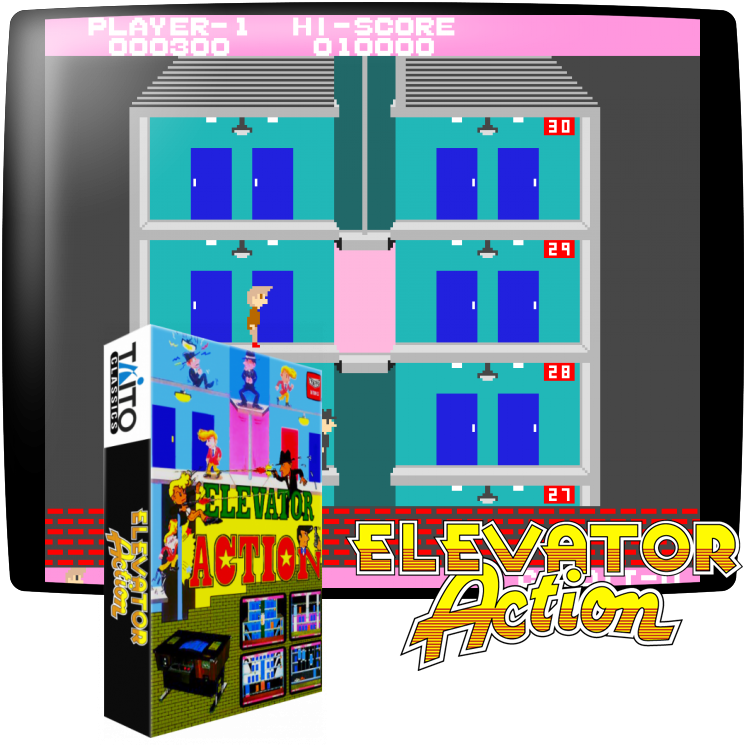 PLAYER-1 HI-SCORE
000300 010000
30
29
28
27
TAITO
CLASSICS
ELEVATOR
ACTION
ELEVATOR
Action
ELEVATOR
Action